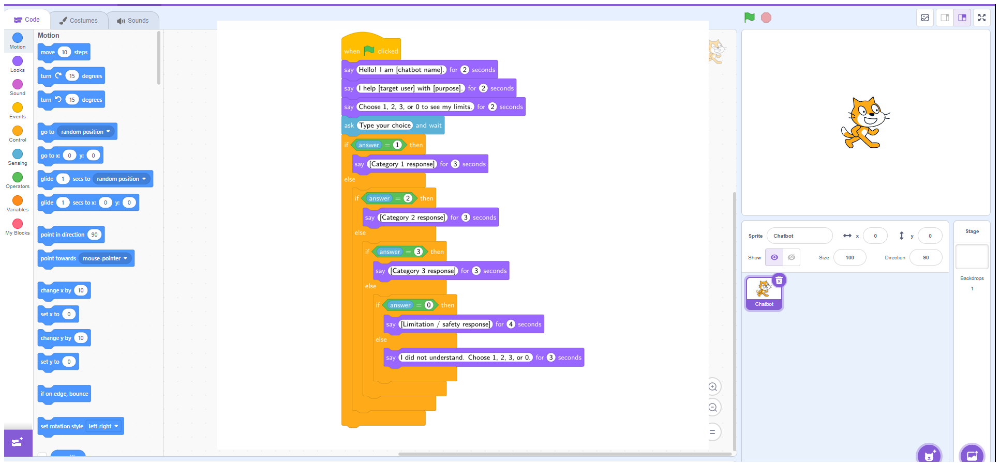 Code
Costumes
Sounds
Motion
Looks
Sound
Events
Control
Sensing
Operators
Variables
My Blocks
Motion
move 10 steps
turn 15 degrees
turn 15 degrees
go to random position
go to x: 0 y: 0
glide 1 secs to random position
glide 1 secs to x: 0 y: 0
point in direction 90
point towards mouse-pointer
change x by 10
set x to 0
change y by 10
set y to 0
if on edge, bounce
set rotation style left-right
when clicked
say Hello! I am [chatbot name]. for 2 seconds
say I help [target user] with [purpose]. for 2 seconds
say Choose 1, 2, 3, or 0 to see my limits. for 2 seconds
ask Type your choice and wait
if answer = 1 then
say [Category 1 response] for 3 seconds
else
if answer = 2 then
say [Category 2 response] for 3 seconds
else
if answer = 3 then
say [Category 3 response] for 3 seconds
else
if answer = 0 then
say [Limitation / safety response] for 4 seconds
else
say I did not understand. Choose 1, 2, 3, or 0. for 3 seconds
Sprite Chatbot x 0 y 0
Show Size 100 Direction 90
Chatbot
Stage
Backdrops
1